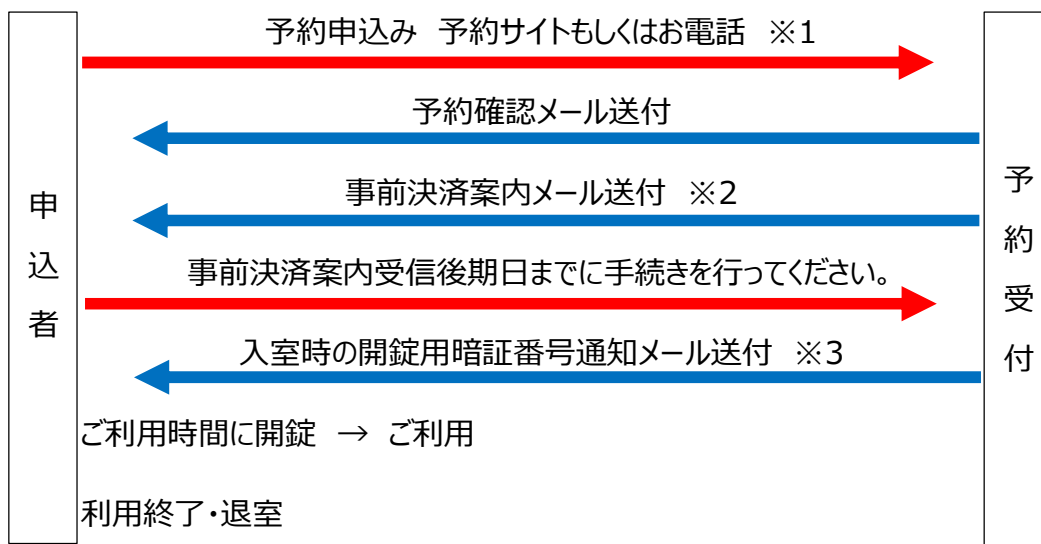 予約申込み 予約サイトもしくはお電話 ※1
予約確認メール送付
事前決済案内メール送付 ※2
事前決済案内受信後期日までに手続きを行ってください。
入室時の開錠用暗証番号通知メール送付 ※3
ご利用時間に開錠 → ご利用
利用終了・退室
申込者
予約受付